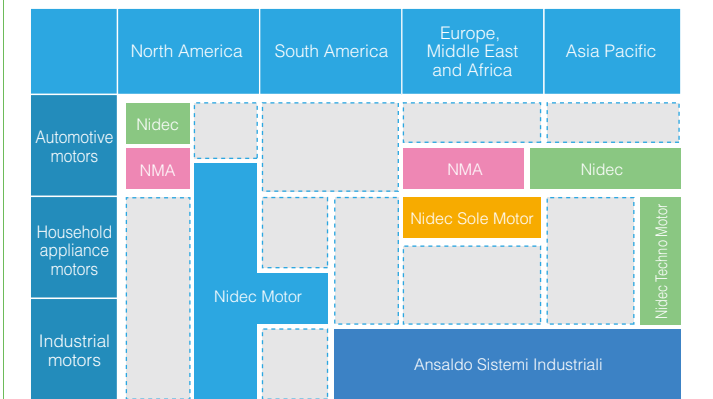 North America
South America
Europe,
Middle East
and Africa
Asia Pacific
Automotive
motors
Nidec
NMA
NMA
Nidec
Household
appliance
motors
Nidec Sole Motor
Nidec Techno Motor
Nidec Motor
Industrial
motors
Ansaldo Sistemi Industriali